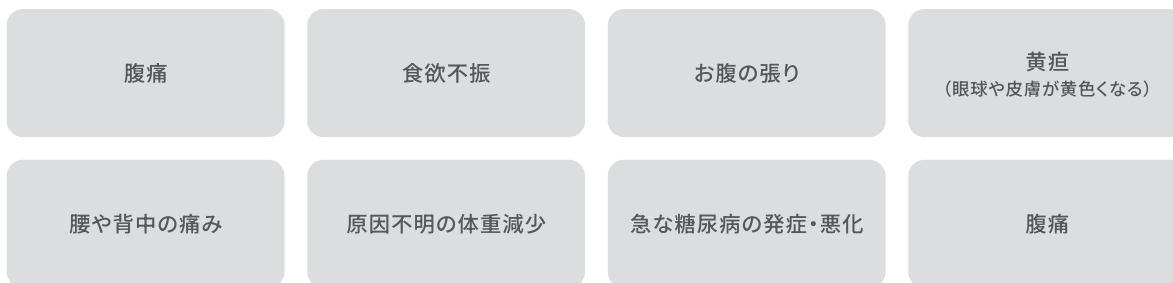 腹痛
食欲不振
お腹の張り
黄疸
（眼球や皮膚が黄色くなる）
腰や背中の痛み
原因不明の体重減少
急な糖尿病の発症・悪化
腹痛